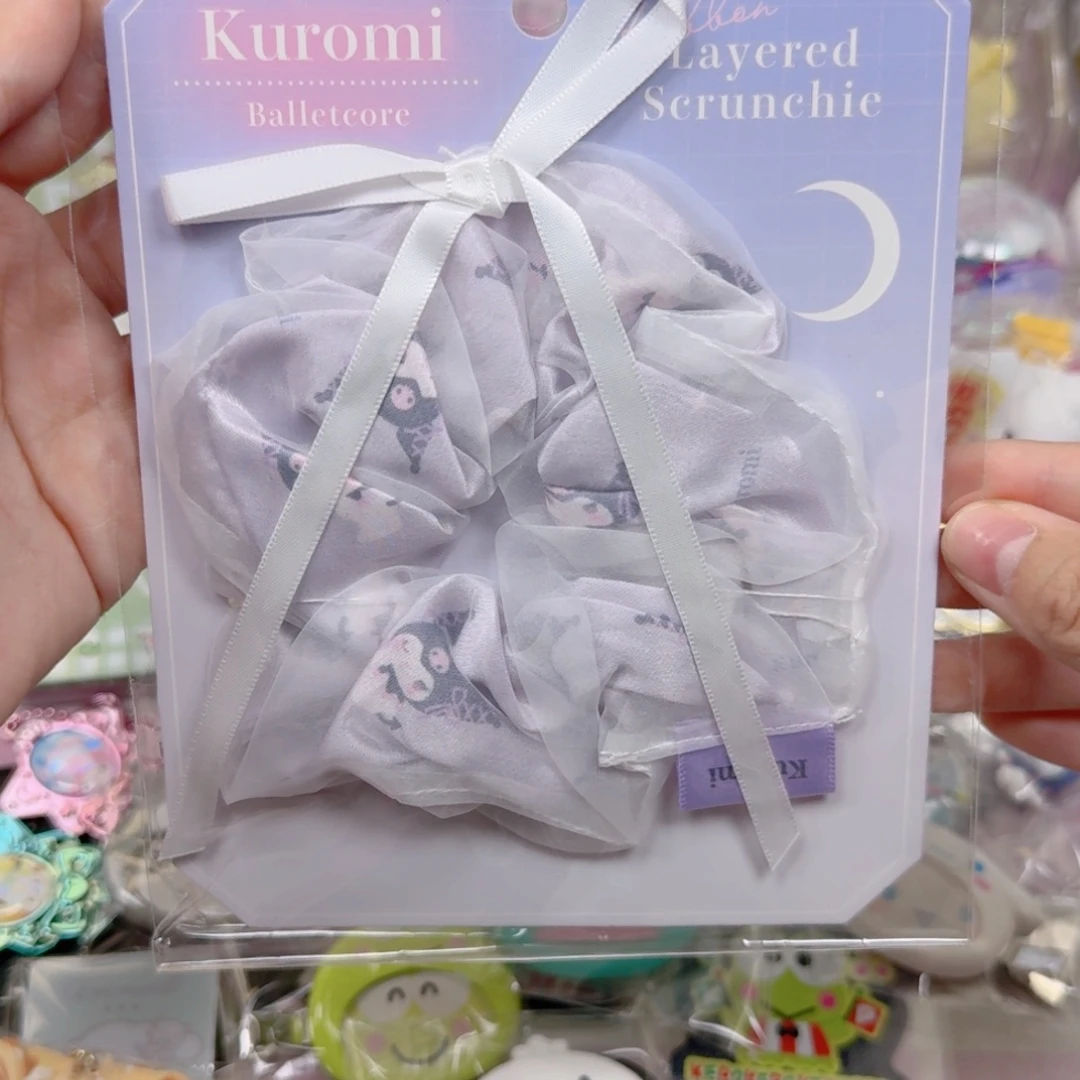 Kuromi
Balletcore
Layered
Scrunchie
Kuromi